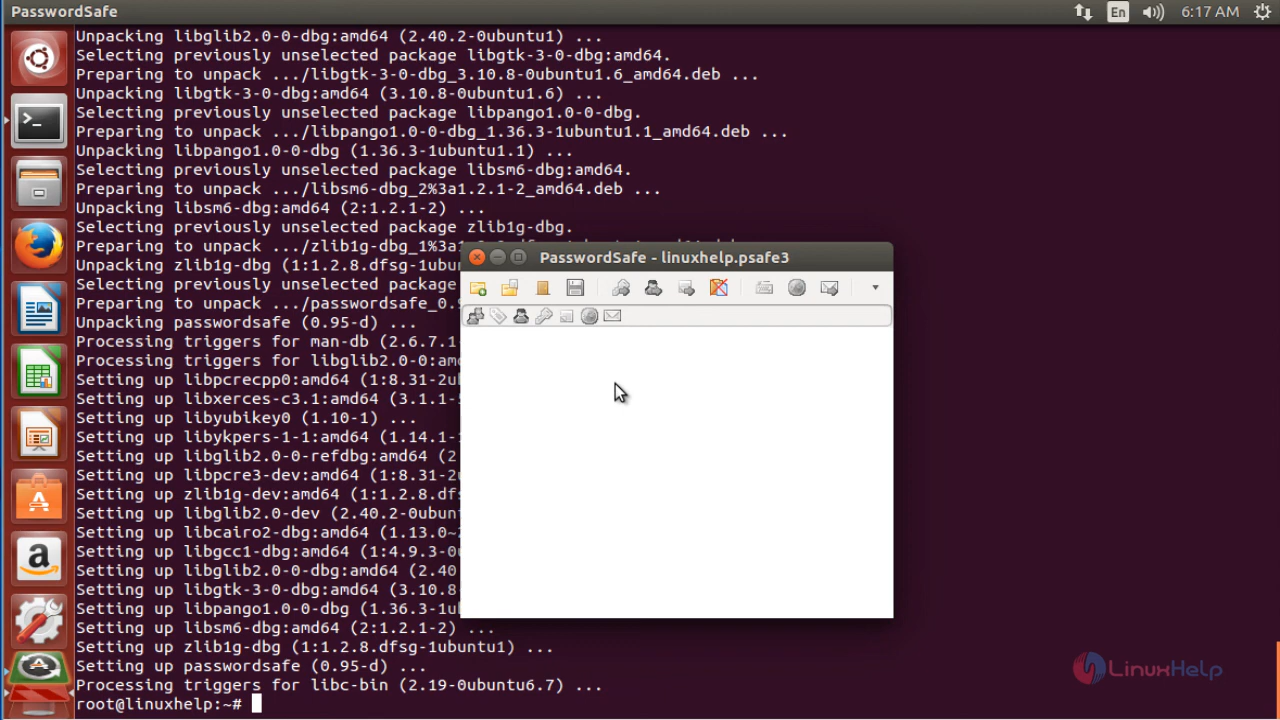 PasswordSafe
En
6:17 AM
Unpacking libglib2.0-0-dbg:amd64 (2.40.2-0ubuntu1) ...
Selecting previously unselected package libgtk-3-0-dbg:amd64.
Preparing to unpack .../libgtk-3-0-dbg_3.10.8-0ubuntu1.6_amd64.deb ...
Unpacking libgtk-3-0-dbg:amd64 (3.10.8-0ubuntu1.6) ...
Selecting previously unselected package libpango1.0-0-dbg.
Preparing to unpack .../libpango1.0-0-dbg_1.36.3-1ubuntu1.1_amd64.deb ...
Unpacking libpango1.0-0-dbg (1.36.3-1ubuntu1.1) ...
Selecting previously unselected package libsm6-dbg:amd64.
Preparing to unpack .../libsm6-dbg_2%3a1.2.1-2_amd64.deb ...
Unpacking libsm6-dbg:amd64 (2:1.2.1-2) ...
Selecting previously unselected package zlib1g-dbg.
Preparing to unpack .../zlib1g-dbg_1%3a1
Unpacking zlib1g-dbg (1:1.2.8.dfsg-1ubu
Selecting previously unselected package
Preparing to unpack .../passwordsafe_0.9
Unpacking passwordsafe (0.95-d) ...
Processing triggers for man-db (2.6.7.1-
Processing triggers for libglib2.0-0:amd
Setting up libpcrecpp0:amd64 (1:8.31-2ub
Setting up libxerces-c3.1:amd64 (3.1.1-5
Setting up libyubikey0 (1.10-1) ...
Setting up libykpers-1-1:amd64 (1.14.1-1
Setting up libglib2.0-0-refdbg:amd64 (2
Setting up libpcre3-dev:amd64 (1:8.31-2u
Setting up zlib1g-dev:amd64 (1:1.2.8.dfs
Setting up libglib2.0-dev (2.40.2-0ubunt
Setting up libcairo2-dbg:amd64 (1.13.0~2
Setting up libgcc1-dbg:amd64 (1:4.9.3-0u
Setting up libglib2.0-0-dbg:amd64 (2.40
Setting up libgtk-3-0-dbg:amd64 (3.10.8
Setting up libpango1.0-0-dbg (1.36.3-1ub
Setting up libsm6-dbg:amd64 (2:1.2.1-2) ...
Setting up zlib1g-dbg (1:1.2.8.dfsg-1ubuntu1) ...
Setting up passwordsafe (0.95-d) ...
Processing triggers for libc-bin (2.19-0ubuntu6.7) ...
root@linuxhelp:~#
PasswordSafe - linuxhelp.psafe3
LinuxHelp